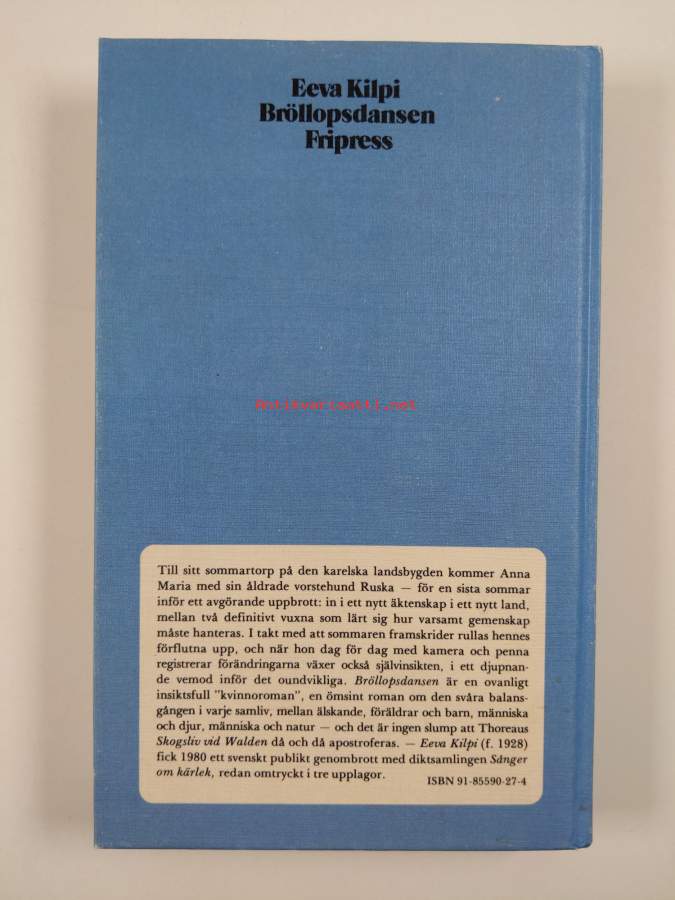 Eeva Kilpi
Bröllopsdansen
Fripress
Antikvariaatti.net
Till sitt sommartorp på den karelska landsbygden kommer Anna
Maria med sin åldrade vorstehund Ruska — för en sista sommar
inför ett avgörande uppbrott: in i ett nytt äktenskap i ett nytt land,
mellan två definitivt vuxna som lärt sig hur varsamt gemenskap
måste hanteras. I takt med att sommaren framskrider rullas hennes
förflutna upp, och när hon dag för dag med kamera och penna
registrerar förändringarna växer också självinsikten, i ett djupnan-
de vemod inför det oundvikliga. Bröllopsdansen är en ovanligt
insiktsfull "kvinnoroman", en ömsint roman om den svåra balans-
gången i varje samliv, mellan älskande, föräldrar och barn, människa
och djur, människa och natur — och det är ingen slump att Thoreaus
Skogsliv vid Walden då och då apostroferas. — Eeva Kilpi (f. 1928)
fick 1980 ett svenskt publikt genombrott med diktsamlingen Sånger
om kärlek, redan omtryckt i tre upplagor.
ISBN 91-85590-27-4